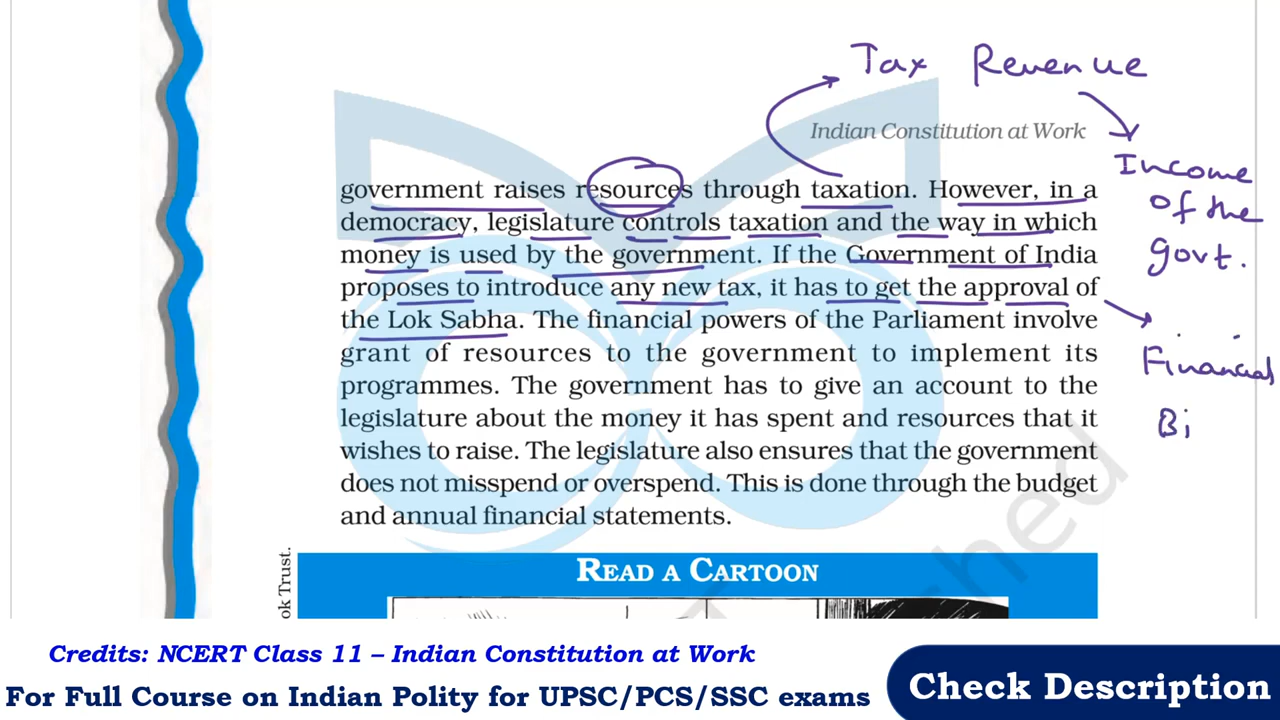 Tax Revenue
Indian Constitution at Work
Income
of the
govt.
government raises resources through taxation. However, in a
democracy, legislature controls taxation and the way in which
money is used by the government. If the Government of India
proposes to introduce any new tax, it has to get the approval of
the Lok Sabha. The financial powers of the Parliament involve
grant of resources to the government to implement its
programmes. The government has to give an account to the
legislature about the money it has spent and resources that it
wishes to raise. The legislature also ensures that the government
does not misspend or overspend. This is done through the budget
and annual financial statements.
Financial
Bi
ok Trust.
READ A CARTOON
shed
Credits: NCERT Class 11 – Indian Constitution at Work
For Full Course on Indian Polity for UPSC/PCS/SSC exams
Check Description